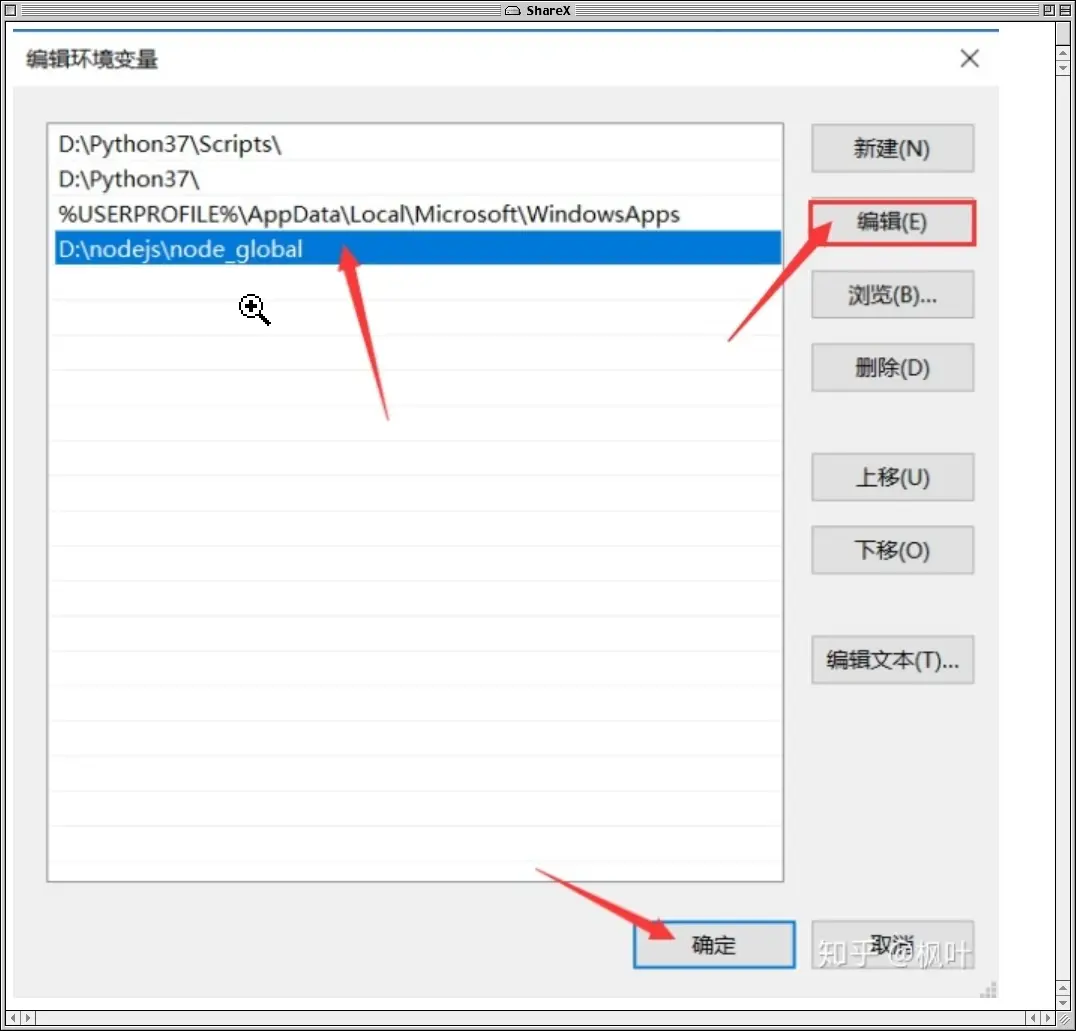 ShareX
编辑环境变量
D:\Python37\Scripts\
D:\Python37\
%USERPROFILE%\AppData\Local\Microsoft\WindowsApps
D:\nodejs\node_global
新建(N)
编辑(E)
浏览(B)...
删除(D)
上移(U)
下移(O)
编辑文本(T)...
确定
取消
知乎 @枫叶